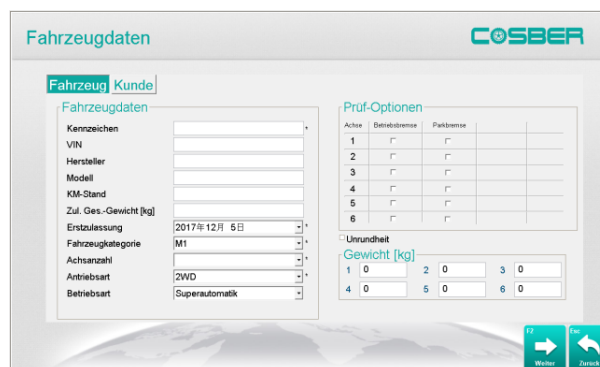 Fahrzeugdaten
COSBER
Fahrzeug Kunde
Fahrzeugdaten
Kennzeichen *
VIN
Hersteller
Modell
KM-Stand
Zul. Ges.-Gewicht [kg]
Erstzulassung 2017年12月 5日 *
Fahrzeugkategorie M1 *
Achsanzahl *
Antriebsart 2WD *
Betriebsart Superautomatik
Prüf-Optionen
Achse Betriebsbremse Parkbremse
1
2
3
4
5
6
Unrundheit
Gewicht [kg]
1 0 2 0 3 0
4 0 5 0 6 0
F2 Esc
Weiter Zurück